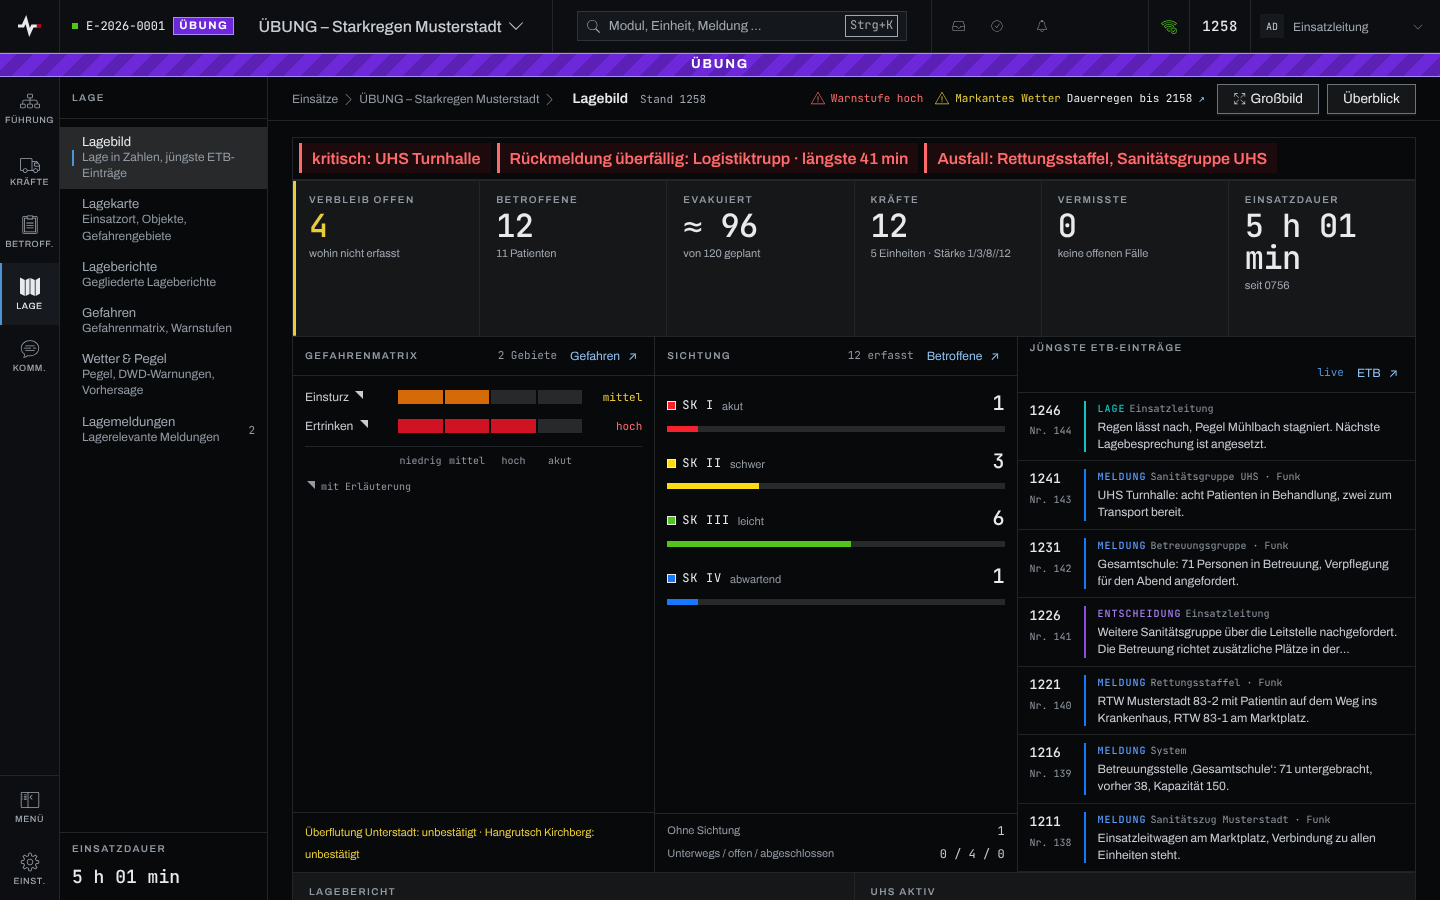 E-2026-0001 ÜBUNG ÜBUNG – Starkregen Musterstadt Modul, Einheit, Meldung ... Strg+K 1258 AD Einsatzleitung
ÜBUNG
FÜHRUNG
KRÄFTE
BETROFF.
LAGE
KOMM.
MENÜ
EINST.
LAGE
Lagebild
Lage in Zahlen, jüngste ETB-
Einträge
Lagekarte
Einsatzort, Objekte,
Gefahrengebiete
Lageberichte
Gegliederte Lageberichte
Gefahren
Gefahrenmatrix, Warnstufen
Wetter & Pegel
Pegel, DWD-Warnungen,
Vorhersage
Lagemeldungen
Lagerelevante Meldungen 2
EINSATZDAUER
5 h 01 min
Einsätze ÜBUNG – Starkregen Musterstadt Lagebild Stand 1258 Warnstufe hoch Markantes Wetter Dauerregen bis 2158 ↗ Großbild Überblick
kritisch: UHS Turnhalle Rückmeldung überfällig: Logistiktrupp · längste 41 min Ausfall: Rettungsstaffel, Sanitätsgruppe UHS
VERBLEIB OFFEN
4
wohin nicht erfasst
BETROFFENE
12
11 Patienten
EVAKUIERT
≈ 96
von 120 geplant
KRÄFTE
12
5 Einheiten · Stärke 1/3/8//12
VERMISSTE
0
keine offenen Fälle
EINSATZDAUER
5 h 01
min
seit 0756
GEFAHRENMATRIX 2 Gebiete Gefahren ↗
Einsturz mittel
Ertrinken hoch
niedrig mittel hoch akut
mit Erläuterung
Überflutung Unterstadt: unbestätigt · Hangrutsch Kirchberg:
unbestätigt
SICHTUNG 12 erfasst Betroffene ↗
SK I akut 1
SK II schwer 3
SK III leicht 6
SK IV abwartend 1
Ohne Sichtung 1
Unterwegs / offen / abgeschlossen 0 / 4 / 0
JÜNGSTE ETB-EINTRÄGE
live ETB ↗
1246 LAGE Einsatzleitung
Nr. 144 Regen lässt nach, Pegel Mühlbach stagniert. Nächste
Lagebesprechung ist angesetzt.
1241 MELDUNG Sanitätsgruppe UHS · Funk
Nr. 143 UHS Turnhalle: acht Patienten in Behandlung, zwei zum
Transport bereit.
1231 MELDUNG Betreuungsgruppe · Funk
Nr. 142 Gesamtschule: 71 Personen in Betreuung, Verpflegung
für den Abend angefordert.
1226 ENTSCHEIDUNG Einsatzleitung
Nr. 141 Weitere Sanitätsgruppe über die Leitstelle nachgefordert.
Die Betreuung richtet zusätzliche Plätze in der...
1221 MELDUNG Rettungsstaffel · Funk
Nr. 140 RTW Musterstadt 83-2 mit Patientin auf dem Weg ins
Krankenhaus, RTW 83-1 am Marktplatz.
1216 MELDUNG System
Nr. 139 Betreuungsstelle ‚Gesamtschule‘: 71 untergebracht,
vorher 38, Kapazität 150.
1211 MELDUNG Sanitätszug Musterstadt · Funk
Nr. 138 Einsatzleitwagen am Marktplatz, Verbindung zu allen
Einheiten steht.
LAGEBERICHT
UHS AKTIV